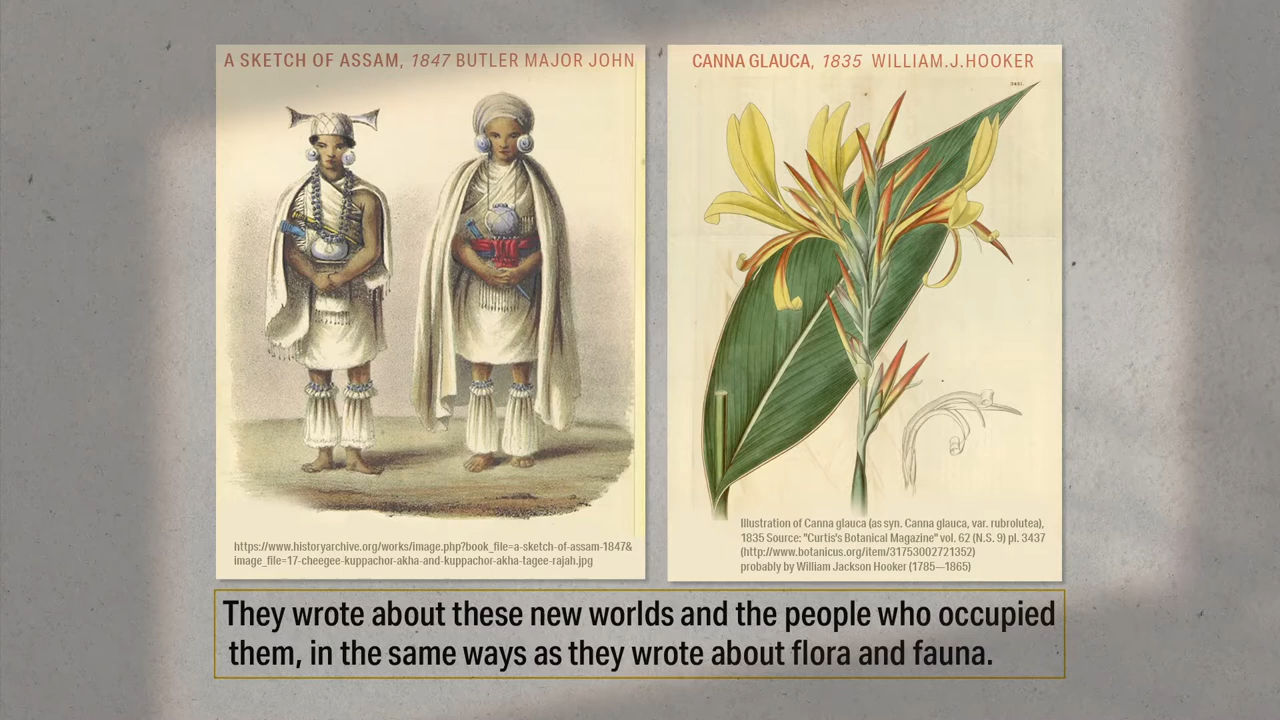 A SKETCH OF ASSAM, 1847 BUTLER MAJOR JOHN
https://www.historyarchive.org/works/image.php?book_file=a-sketch-of-assam-1847&
image_file=17-cheegee-kuppachor-akha-and-kuppachor-akha-tagee-rajah.jpg
CANNA GLAUCA, 1835 WILLIAM.J.HOOKER
Illustration of Canna glauca (as syn. Canna glauca, var. rubrolutea),
1835 Source: "Curtis's Botanical Magazine" vol. 62 (N.S. 9) pl. 3437
(http://www.botanicus.org/item/31753002721352)
probably by William Jackson Hooker (1785—1865)
They wrote about these new worlds and the people who occupied
them, in the same ways as they wrote about flora and fauna.